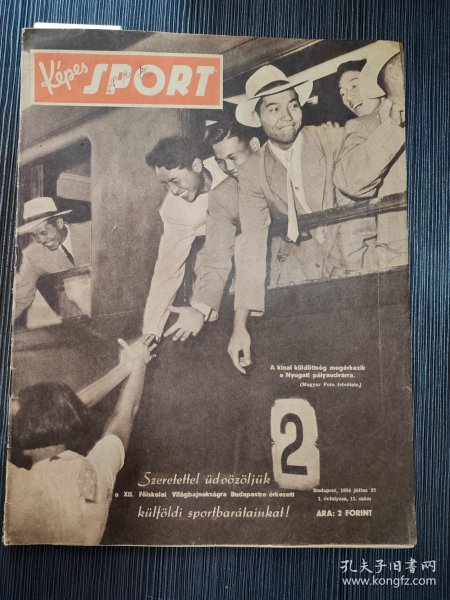 Képes SPORT
A kínai küldöttség megérkezik
a Nyugati pályaudvarra.
(Magyar Foto felvétele)
2
Szeretettel üdvözöljük
a XII. Főiskolai Világbajnokságra Budapestre érkezett
külföldi sportbarátainkat!
Budapest, 1954 július 27
I. évfolyam, 11. szám
ÁRA: 2 FORINT
孔夫子旧书网
www.kongfz.com